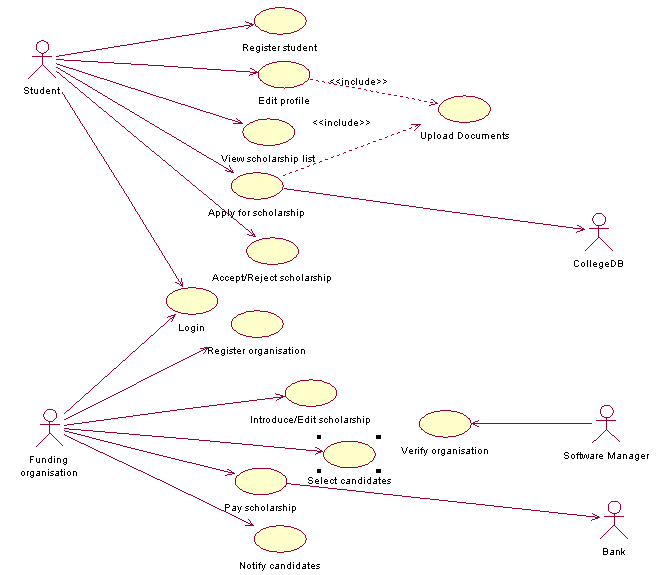 Register student
Student
Edit profile
<<include>>
Upload Documents
<<include>>
View scholarship list
Apply for scholarship
CollegeDB
Accept/Reject scholarship
Login
Register organisation
Introduce/Edit scholarship
Verify organisation
Software Manager
Funding
organisation
Select candidates
Pay scholarship
Bank
Notify candidates